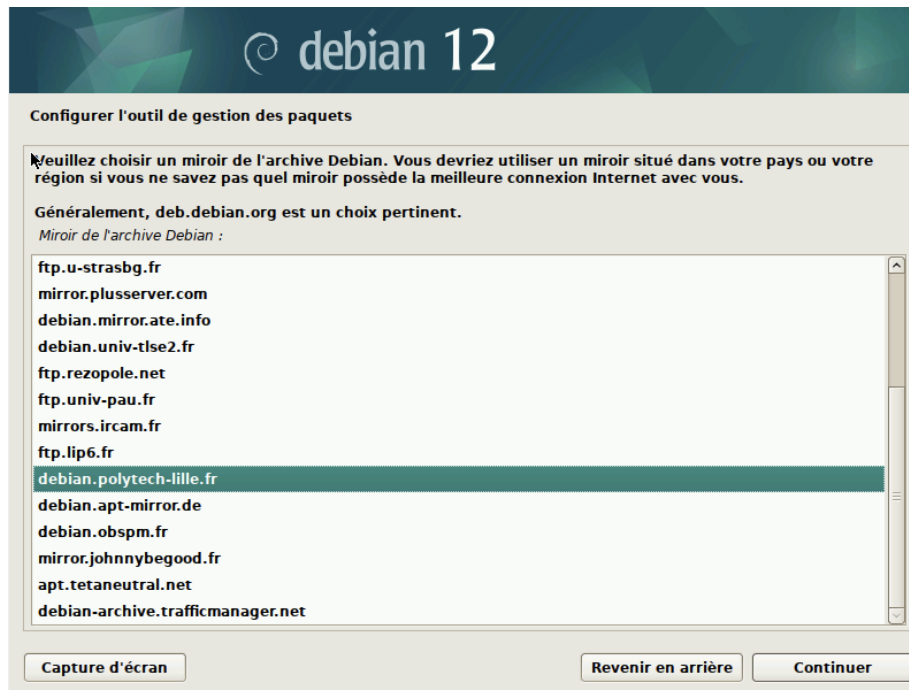 debian 12
Configurer l'outil de gestion des paquets
Veuillez choisir un miroir de l'archive Debian. Vous devriez utiliser un miroir situé dans votre pays ou votre
région si vous ne savez pas quel miroir possède la meilleure connexion Internet avec vous.
Généralement, deb.debian.org est un choix pertinent.
Miroir de l'archive Debian :
ftp.u-strasbg.fr
mirror.plusserver.com
debian.mirror.ate.info
debian.univ-tlse2.fr
ftp.rezopole.net
ftp.univ-pau.fr
mirrors.ircam.fr
ftp.lip6.fr
debian.polytech-lille.fr
debian.apt-mirror.de
debian.obspm.fr
mirror.johnnybegood.fr
apt.tetaneutral.net
debian-archive.trafficmanager.net
Capture d'écran
Revenir en arrière
Continuer